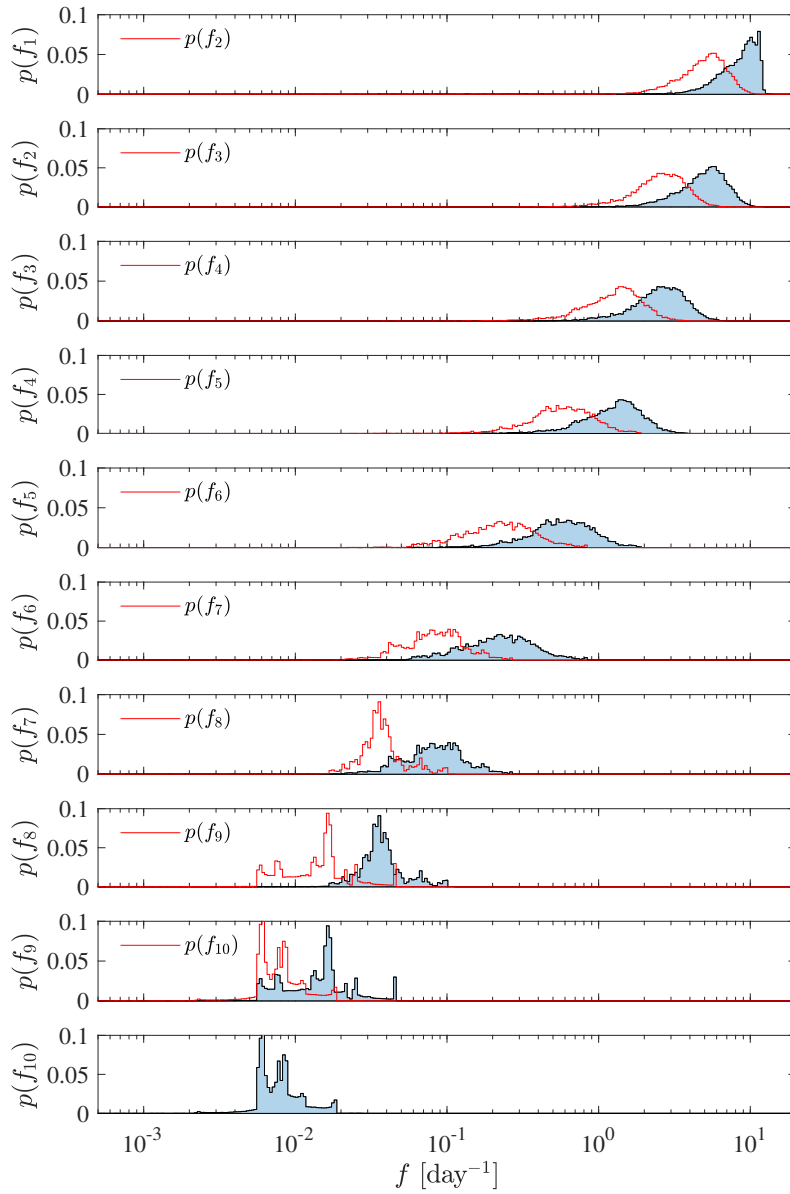 0.1
p(f₁)
0.05
0
p(f₂)
0.1
p(f₂)
0.05
0
p(f₃)
0.1
p(f₃)
0.05
0
p(f₄)
0.1
p(f₄)
0.05
0
p(f₅)
0.1
p(f₅)
0.05
0
p(f₆)
0.1
p(f₆)
0.05
0
p(f₇)
0.1
p(f₇)
0.05
0
p(f₈)
0.1
p(f₈)
0.05
0
p(f₉)
0.1
p(f₉)
0.05
0
p(f₁₀)
0.1
p(f₁₀)
0.05
0
10⁻³ 10⁻² 10⁻¹ 10⁰ 10¹
f [day⁻¹]